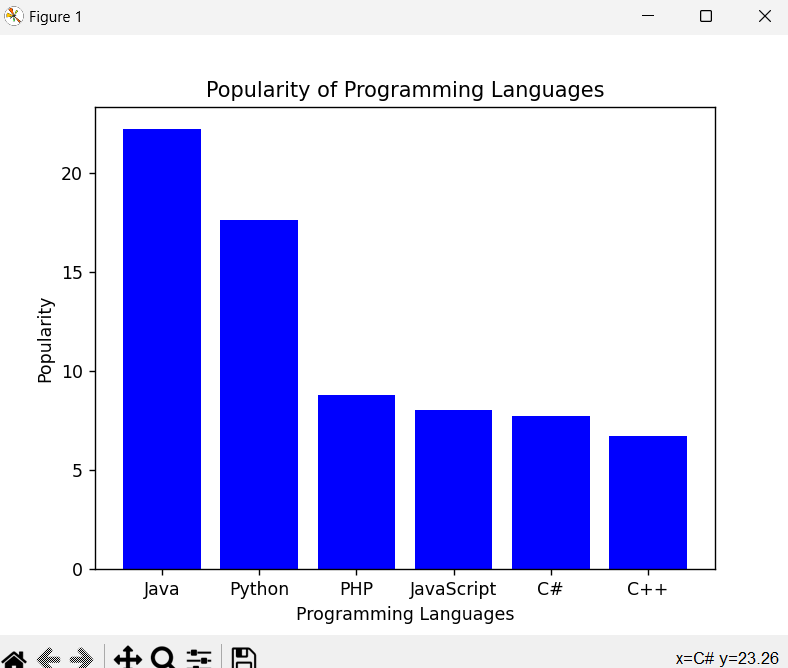 Figure 1
Popularity of Programming Languages
20
15
10
5
0
Popularity
Java Python PHP JavaScript C# C++
Programming Languages
x=C# y=23.26